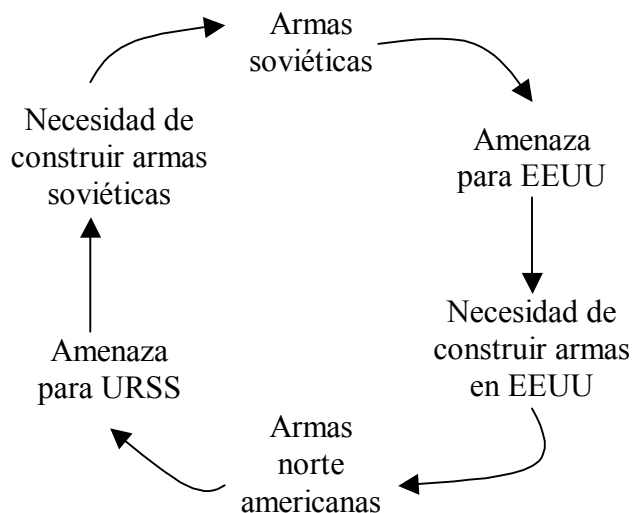 Armas
soviéticas
Amenaza
para EEUU
Necesidad de
construir armas
en EEUU
Armas
norte
americanas
Amenaza
para URSS
Necesidad de
construir armas
soviéticas